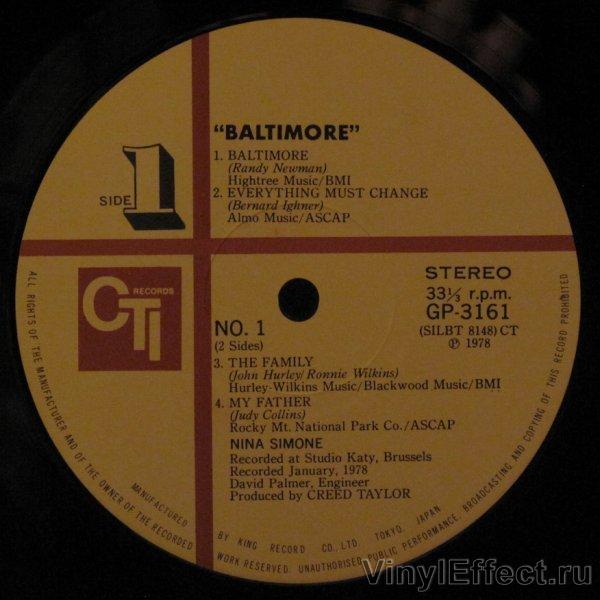 "BALTIMORE"
1. BALTIMORE
(Randy Newman)
Hightree Music/BMI
2. EVERYTHING MUST CHANGE
(Bernard Ighner)
Almo Music/ASCAP
SIDE 1
CTI RECORDS
STEREO
33⅓ r.p.m.
GP-3161
(SILBT 8148) CT
℗ 1978
NO. 1
(2 Sides)
3. THE FAMILY
(John Hurley/ Ronnie Wilkins)
Hurley-Wilkins Music/Blackwood Music/BMI
4. MY FATHER
(Judy Collins)
Rocky Mt. National Park Co./ASCAP
NINA SIMONE
Recorded at Studio Katy, Brussels
Recorded January, 1978
David Palmer, Engineer
Produced by CREED TAYLOR
MANUFACTURED BY KING RECORD CO., LTD. TOKYO, JAPAN
ALL RIGHTS OF THE MANUFACTURER AND OF THE OWNER OF THE RECORDED WORK RESERVED. UNAUTHORISED PUBLIC PERFORMANCE, BROADCASTING AND COPYING OF THIS RECORD PROHIBITED
VinylEffect.ru